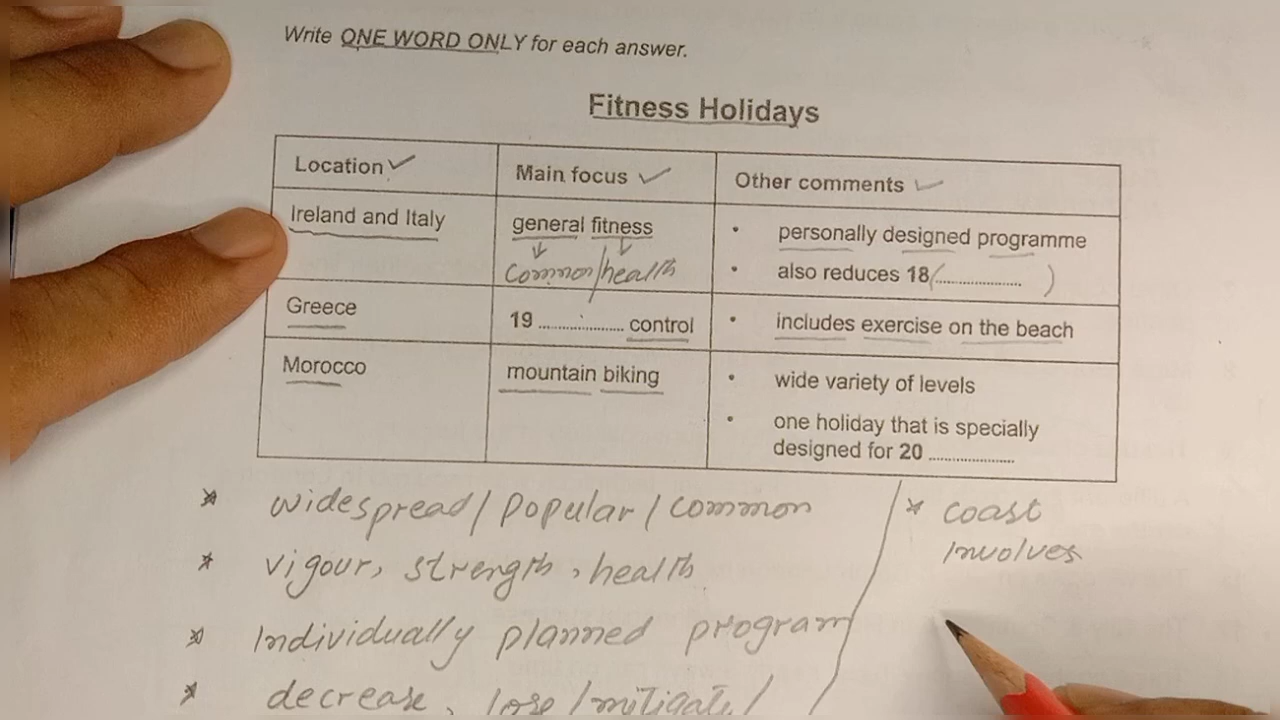 Write ONE WORD ONLY for each answer.
Fitness Holidays
Location Main focus Other comments
Ireland and Italy general fitness • personally designed programme
common/health • also reduces 18 (....................)
Greece 19 .................... control • includes exercise on the beach
Morocco mountain biking • wide variety of levels
• one holiday that is specially
designed for 20 ....................
* widespread/popular/common
* vigour, strength, health
* Individually planned program
* decrease, lose/mitigate/
* coast
Involves